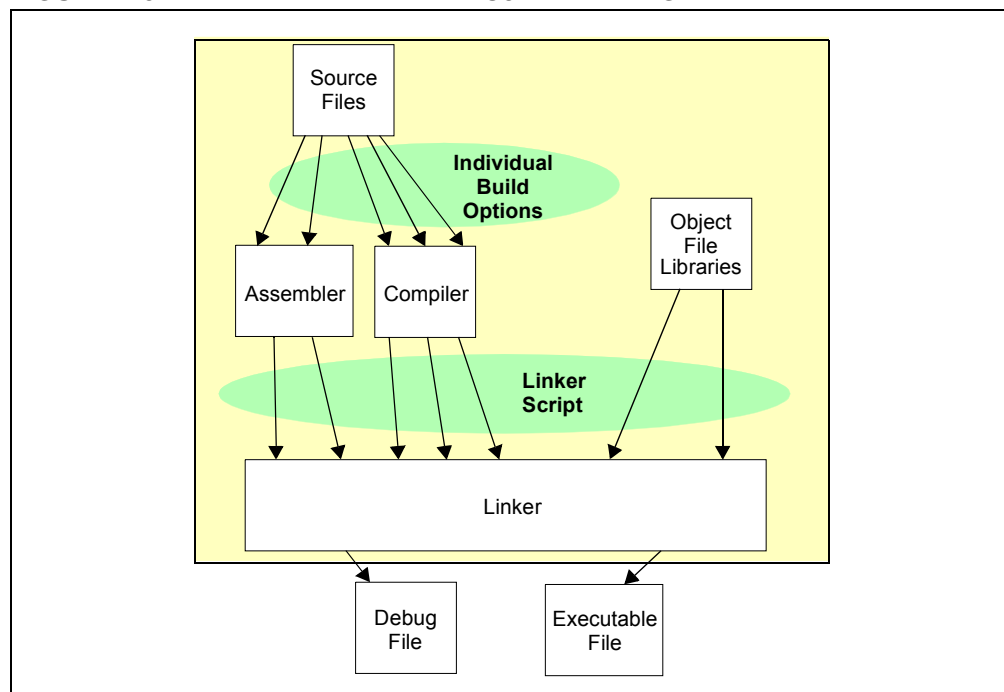 Source
Files
Individual
Build
Options
Object
File
Libraries
Assembler
Compiler
Linker
Script
Linker
Debug
File
Executable
File